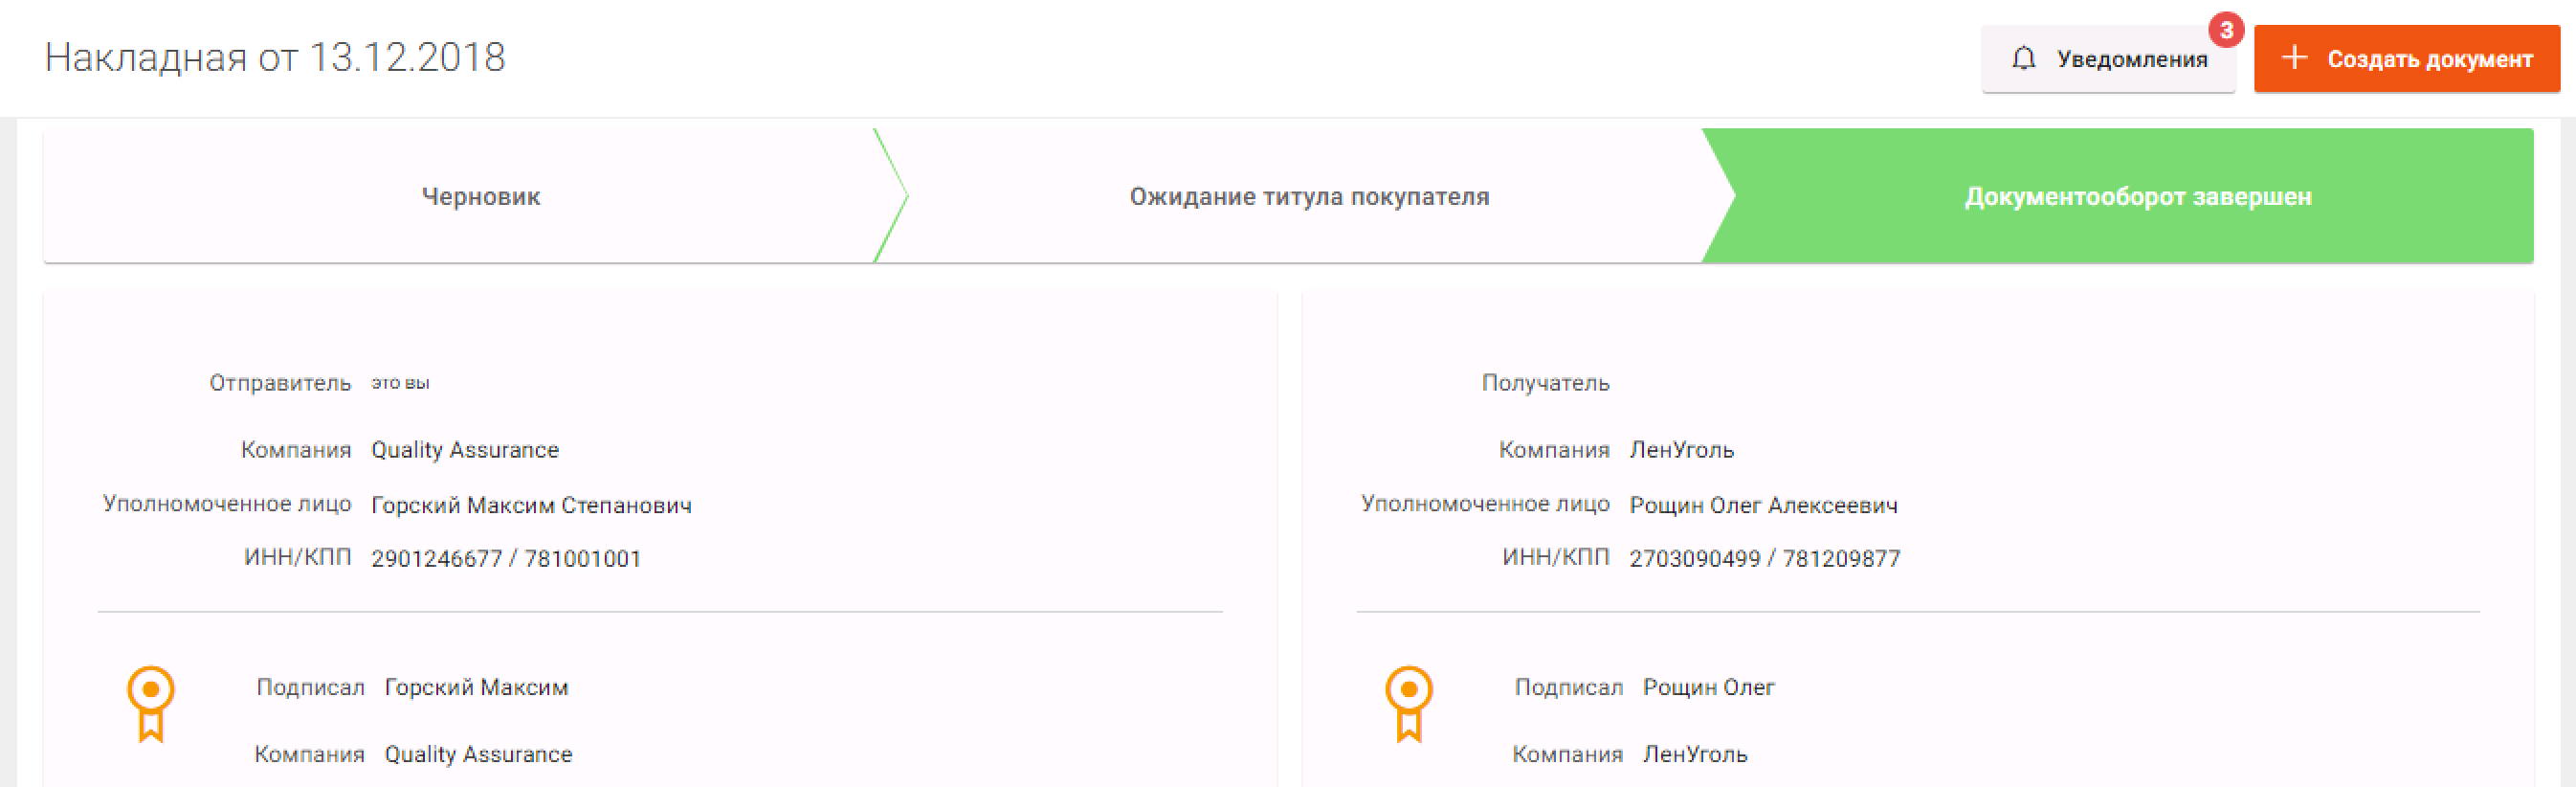 Накладная от 13.12.2018
Уведомления
3
Создать документ
Черновик
Ожидание титула покупателя
Документооборот завершен
Отправитель это вы
Компания Quality Assurance
Уполномоченное лицо Горский Максим Степанович
ИНН/КПП 2901246677 / 781001001
Подписал Горский Максим
Компания Quality Assurance
Получатель
Компания ЛенУголь
Уполномоченное лицо Рощин Олег Алексеевич
ИНН/КПП 2703090499 / 781209877
Подписал Рощин Олег
Компания ЛенУголь